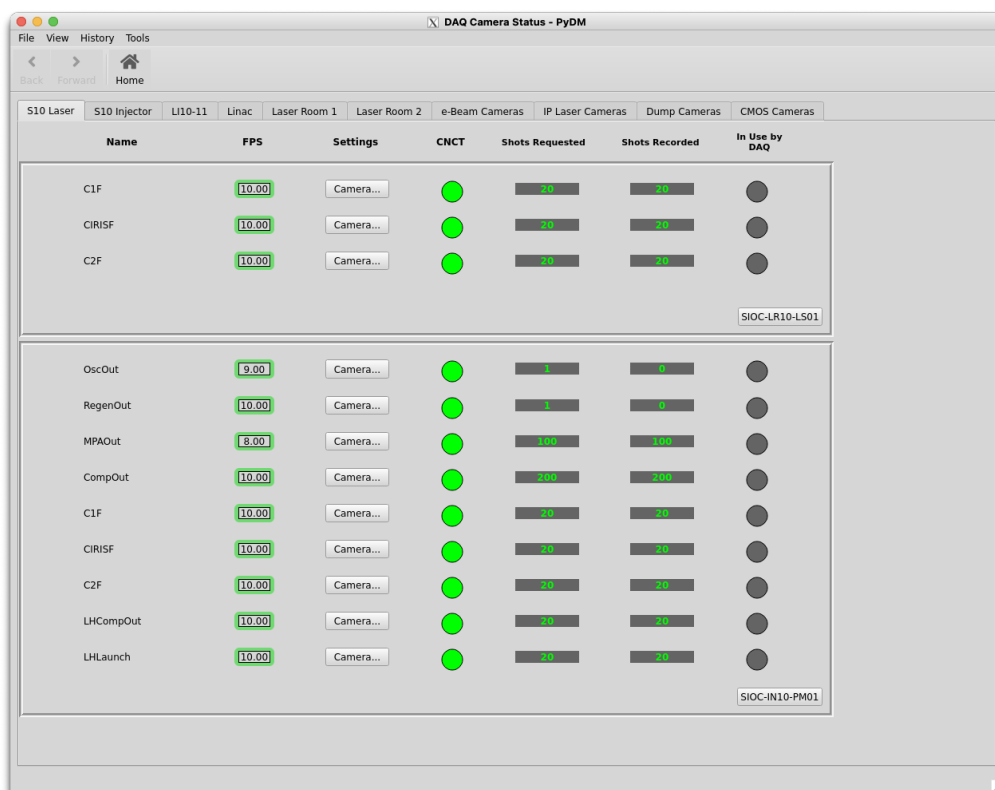 X DAQ Camera Status - PyDM
File View History Tools
Back Forward Home
S10 Laser S10 Injector LI10-11 Linac Laser Room 1 Laser Room 2 e-Beam Cameras IP Laser Cameras Dump Cameras CMOS Cameras
Name FPS Settings CNCT Shots Requested Shots Recorded In Use by
DAQ
C1F 10.00 Camera... 20 20
CIRISF 10.00 Camera... 20 20
C2F 10.00 Camera... 20 20
SIOC-LR10-LS01
OscOut 9.00 Camera... 1 0
RegenOut 10.00 Camera... 1 0
MPAOut 8.00 Camera... 100 100
CompOut 10.00 Camera... 200 200
C1F 10.00 Camera... 20 20
CIRISF 10.00 Camera... 20 20
C2F 10.00 Camera... 20 20
LHCompOut 10.00 Camera... 20 20
LHLaunch 10.00 Camera... 20 20
SIOC-IN10-PM01